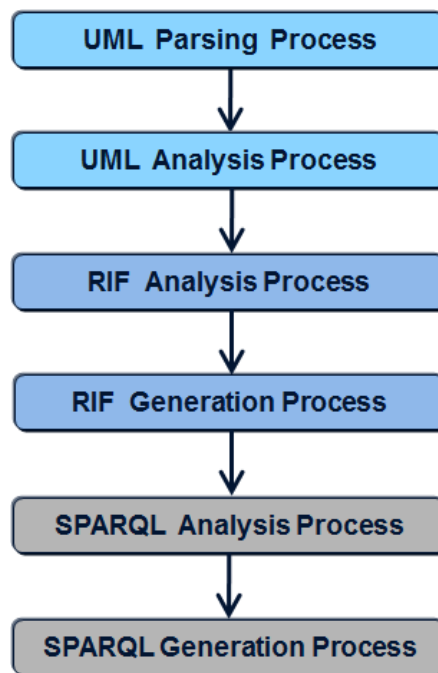 UML Parsing Process
UML Analysis Process
RIF Analysis Process
RIF Generation Process
SPARQL Analysis Process
SPARQL Generation Process